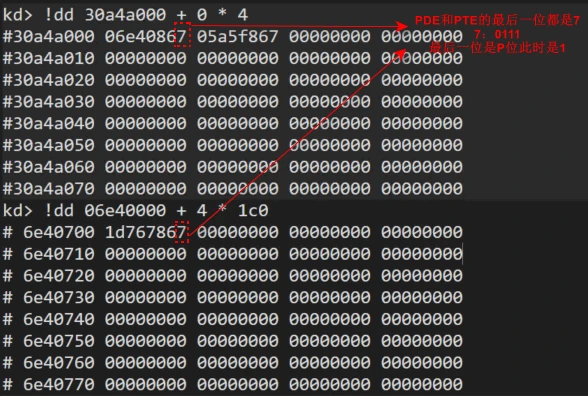 kd> !dd 30a4a000 + 0 * 4
PDE和PTE的最后一位都是7
#30a4a000 06e40867 05a5f867 00000000 00000000
7：0111
最后一位是P位此时是1
#30a4a010 00000000 00000000 00000000 00000000
#30a4a020 00000000 00000000 00000000 00000000
#30a4a030 00000000 00000000 00000000 00000000
#30a4a040 00000000 00000000 00000000 00000000
#30a4a050 00000000 00000000 00000000 00000000
#30a4a060 00000000 00000000 00000000 00000000
#30a4a070 00000000 00000000 00000000 00000000
kd> !dd 06e40000 + 4 * 1c0
# 6e40700 1d767867 00000000 00000000 00000000
# 6e40710 00000000 00000000 00000000 00000000
# 6e40720 00000000 00000000 00000000 00000000
# 6e40730 00000000 00000000 00000000 00000000
# 6e40740 00000000 00000000 00000000 00000000
# 6e40750 00000000 00000000 00000000 00000000
# 6e40760 00000000 00000000 00000000 00000000
# 6e40770 00000000 00000000 00000000 00000000